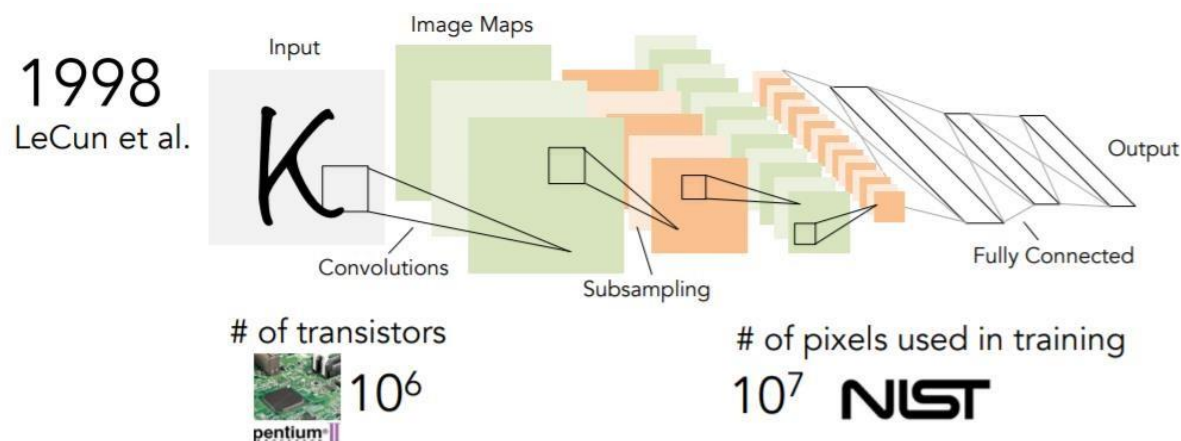 1998
LeCun et al.
Input
Image Maps
K
Convolutions
Subsampling
Output
Fully Connected
# of transistors
10⁶
pentium®II
# of pixels used in training
10⁷
NIST